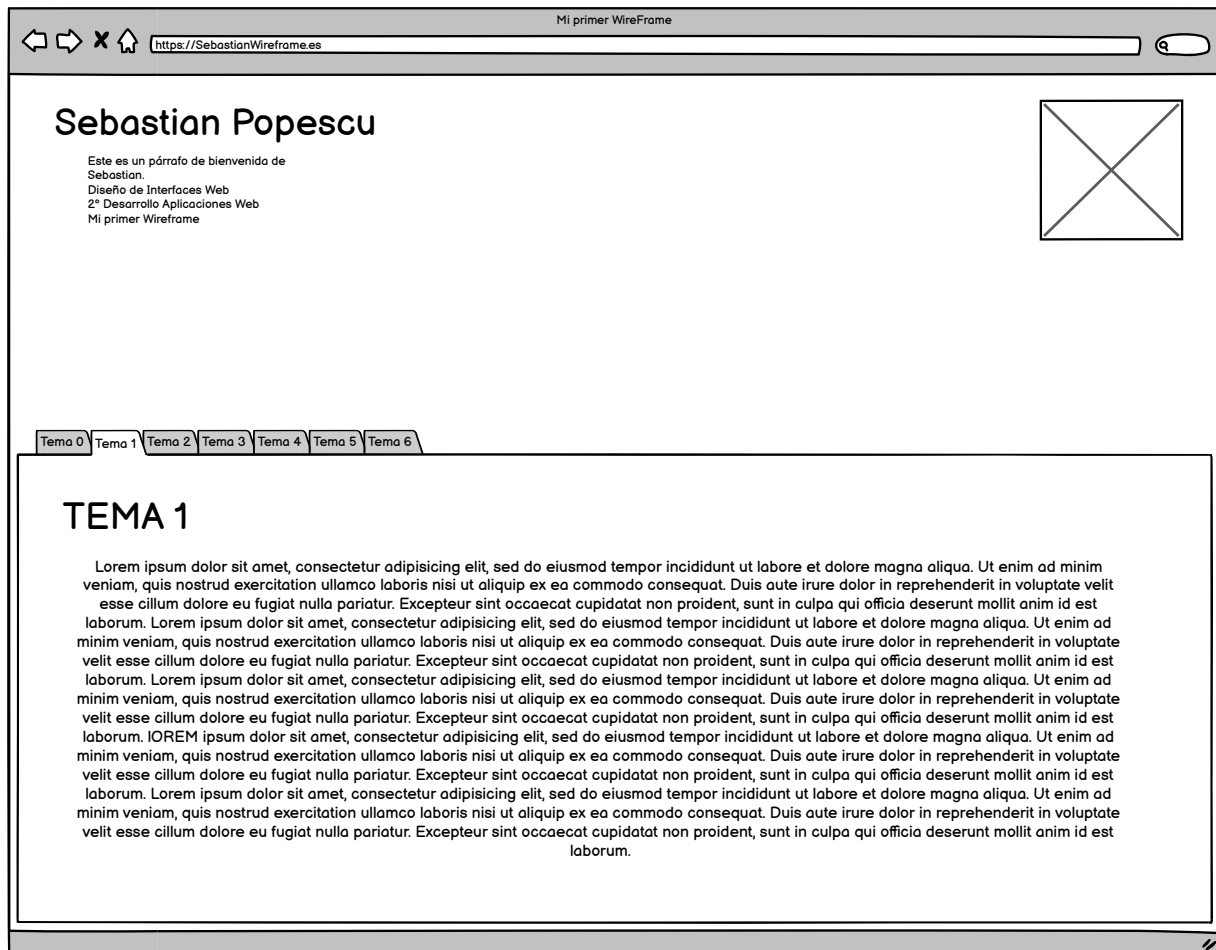 Mi primer WireFrame
https://SebastianWireframe.es
Sebastian Popescu
Este es un párrafo de bienvenida de
Sebastian.
Diseño de Interfaces Web
2º Desarrollo Aplicaciones Web
Mi primer Wireframe
Tema 0 Tema 1 Tema 2 Tema 3 Tema 4 Tema 5 Tema 6
TEMA 1
Lorem ipsum dolor sit amet, consectetur adipisicing elit, sed do eiusmod tempor incididunt ut labore et dolore magna aliqua. Ut enim ad minim
veniam, quis nostrud exercitation ullamco laboris nisi ut aliquip ex ea commodo consequat. Duis aute irure dolor in reprehenderit in voluptate velit
esse cillum dolore eu fugiat nulla pariatur. Excepteur sint occaecat cupidatat non proident, sunt in culpa qui officia deserunt mollit anim id est
laborum. Lorem ipsum dolor sit amet, consectetur adipisicing elit, sed do eiusmod tempor incididunt ut labore et dolore magna aliqua. Ut enim ad
minim veniam, quis nostrud exercitation ullamco laboris nisi ut aliquip ex ea commodo consequat. Duis aute irure dolor in reprehenderit in voluptate
velit esse cillum dolore eu fugiat nulla pariatur. Excepteur sint occaecat cupidatat non proident, sunt in culpa qui officia deserunt mollit anim id est
laborum. Lorem ipsum dolor sit amet, consectetur adipisicing elit, sed do eiusmod tempor incididunt ut labore et dolore magna aliqua. Ut enim ad
minim veniam, quis nostrud exercitation ullamco laboris nisi ut aliquip ex ea commodo consequat. Duis aute irure dolor in reprehenderit in voluptate
velit esse cillum dolore eu fugiat nulla pariatur. Excepteur sint occaecat cupidatat non proident, sunt in culpa qui officia deserunt mollit anim id est
laborum. lOREM ipsum dolor sit amet, consectetur adipisicing elit, sed do eiusmod tempor incididunt ut labore et dolore magna aliqua. Ut enim ad
minim veniam, quis nostrud exercitation ullamco laboris nisi ut aliquip ex ea commodo consequat. Duis aute irure dolor in reprehenderit in voluptate
velit esse cillum dolore eu fugiat nulla pariatur. Excepteur sint occaecat cupidatat non proident, sunt in culpa qui officia deserunt mollit anim id est
laborum. Lorem ipsum dolor sit amet, consectetur adipisicing elit, sed do eiusmod tempor incididunt ut labore et dolore magna aliqua. Ut enim ad
minim veniam, quis nostrud exercitation ullamco laboris nisi ut aliquip ex ea commodo consequat. Duis aute irure dolor in reprehenderit in voluptate
velit esse cillum dolore eu fugiat nulla pariatur. Excepteur sint occaecat cupidatat non proident, sunt in culpa qui officia deserunt mollit anim id est
laborum.